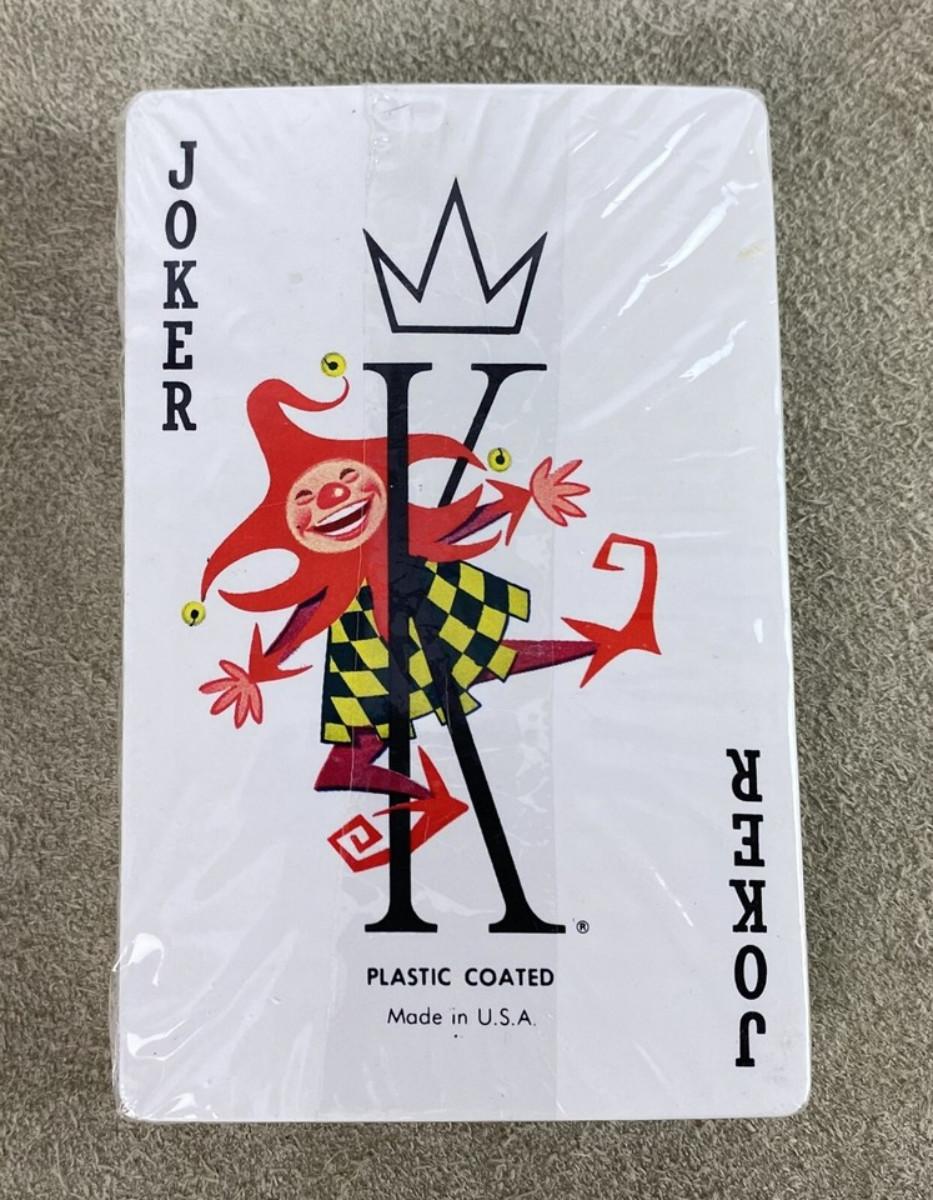 JOKER
K®
PLASTIC COATED
Made in U.S.A.
JOKER